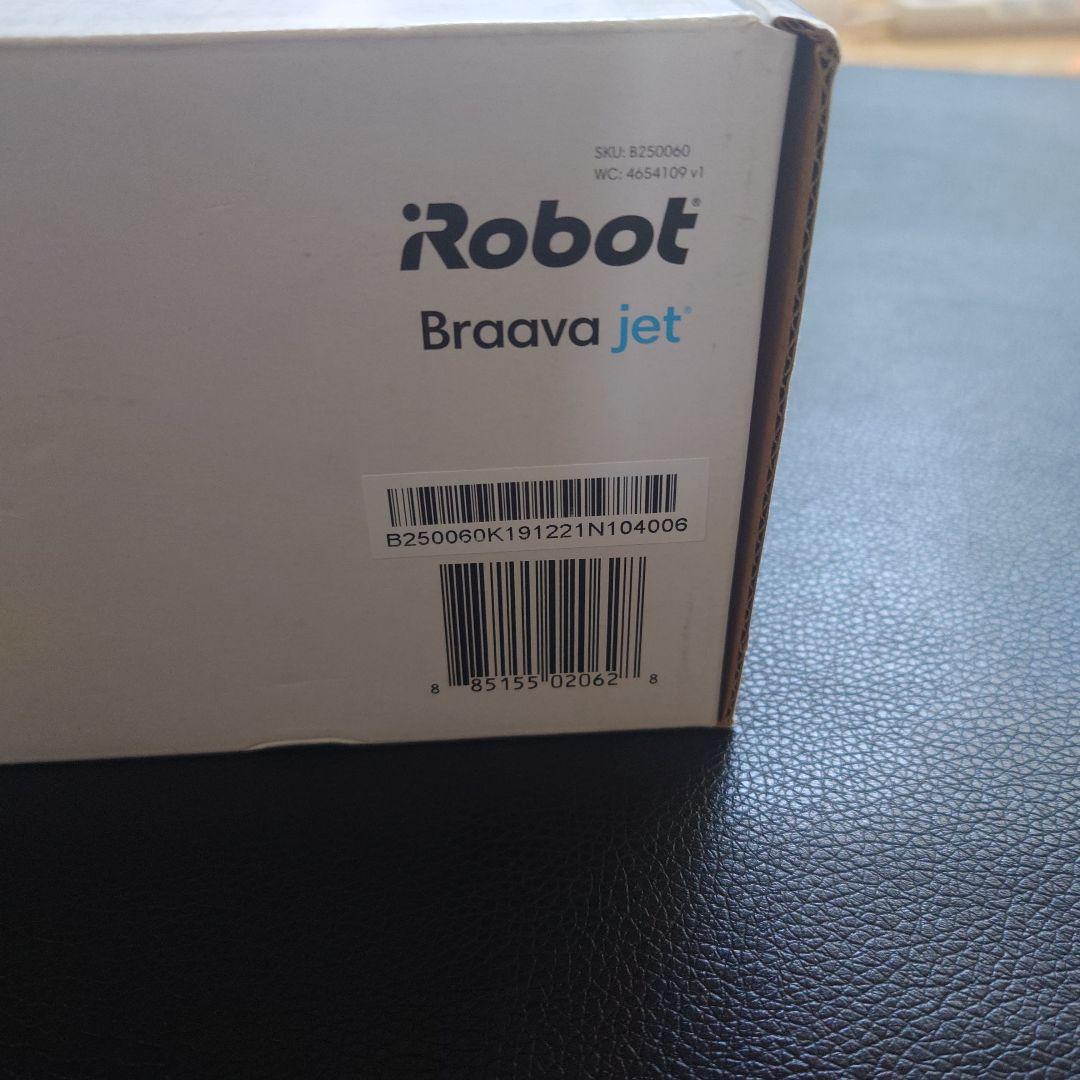 SKU: B250060
WC: 4654109 v1
iRobot®
Braava jet®
B250060K191221N104006
8 85155 02062 8